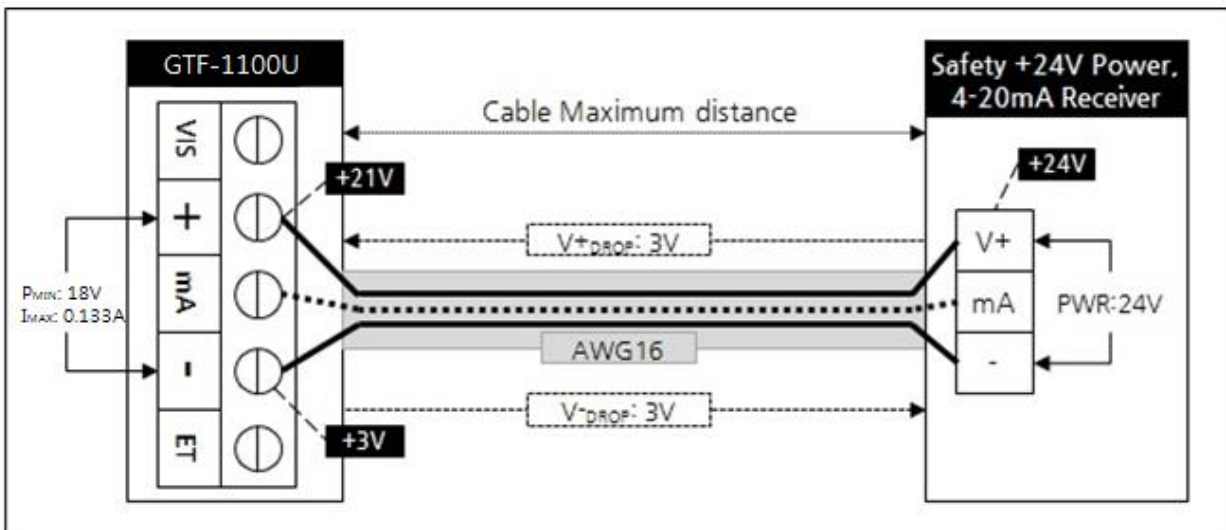 GTF-1100U
Safety +24V Power,
4-20mA Receiver
Cable Maximum distance
VIS
+
mA
-
ET
+21V
+3V
PMIN: 18V
IMAX: 0.133A
V+DROP: 3V
AWG16
V-DROP: 3V
+24V
V+
mA
-
PWR:24V